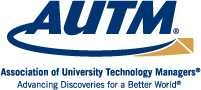 AUTM
Association of University Technology Managers®
Advancing Discoveries for a Better World®